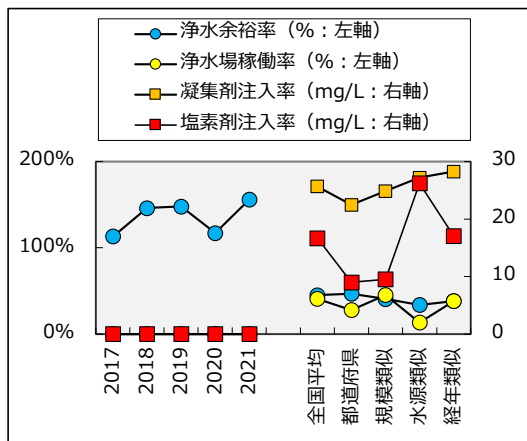 浄水余裕率（%：左軸）
浄水場稼働率（%：左軸）
凝集剤注入率（mg/L：右軸）
塩素剤注入率（mg/L：右軸）
200%
100%
0%
30
20
10
0
2017
2018
2019
2020
2021
全国平均
都道府県
規模類似
水源類似
経年類似